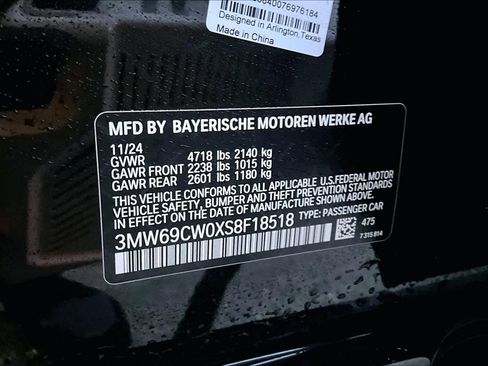 40076976184
Designed in Arlington, Texas
Made in China
MFD BY BAYERISCHE MOTOREN WERKE AG
11/24
GVWR 4718 lbs 2140 kg
GAWR FRONT 2238 lbs 1015 kg
GAWR REAR 2601 lbs 1180 kg
THIS VEHICLE CONFORMS TO ALL APPLICABLE U.S.FEDERAL MOTOR
VEHICLE SAFETY, BUMPER AND THEFT PREVENTION STANDARDS
IN EFFECT ON THE DATE OF MANUFACTURE SHOWN ABOVE.
3MW69CW0XS8F18518 TYPE: PASSENGER CAR
475
7315814